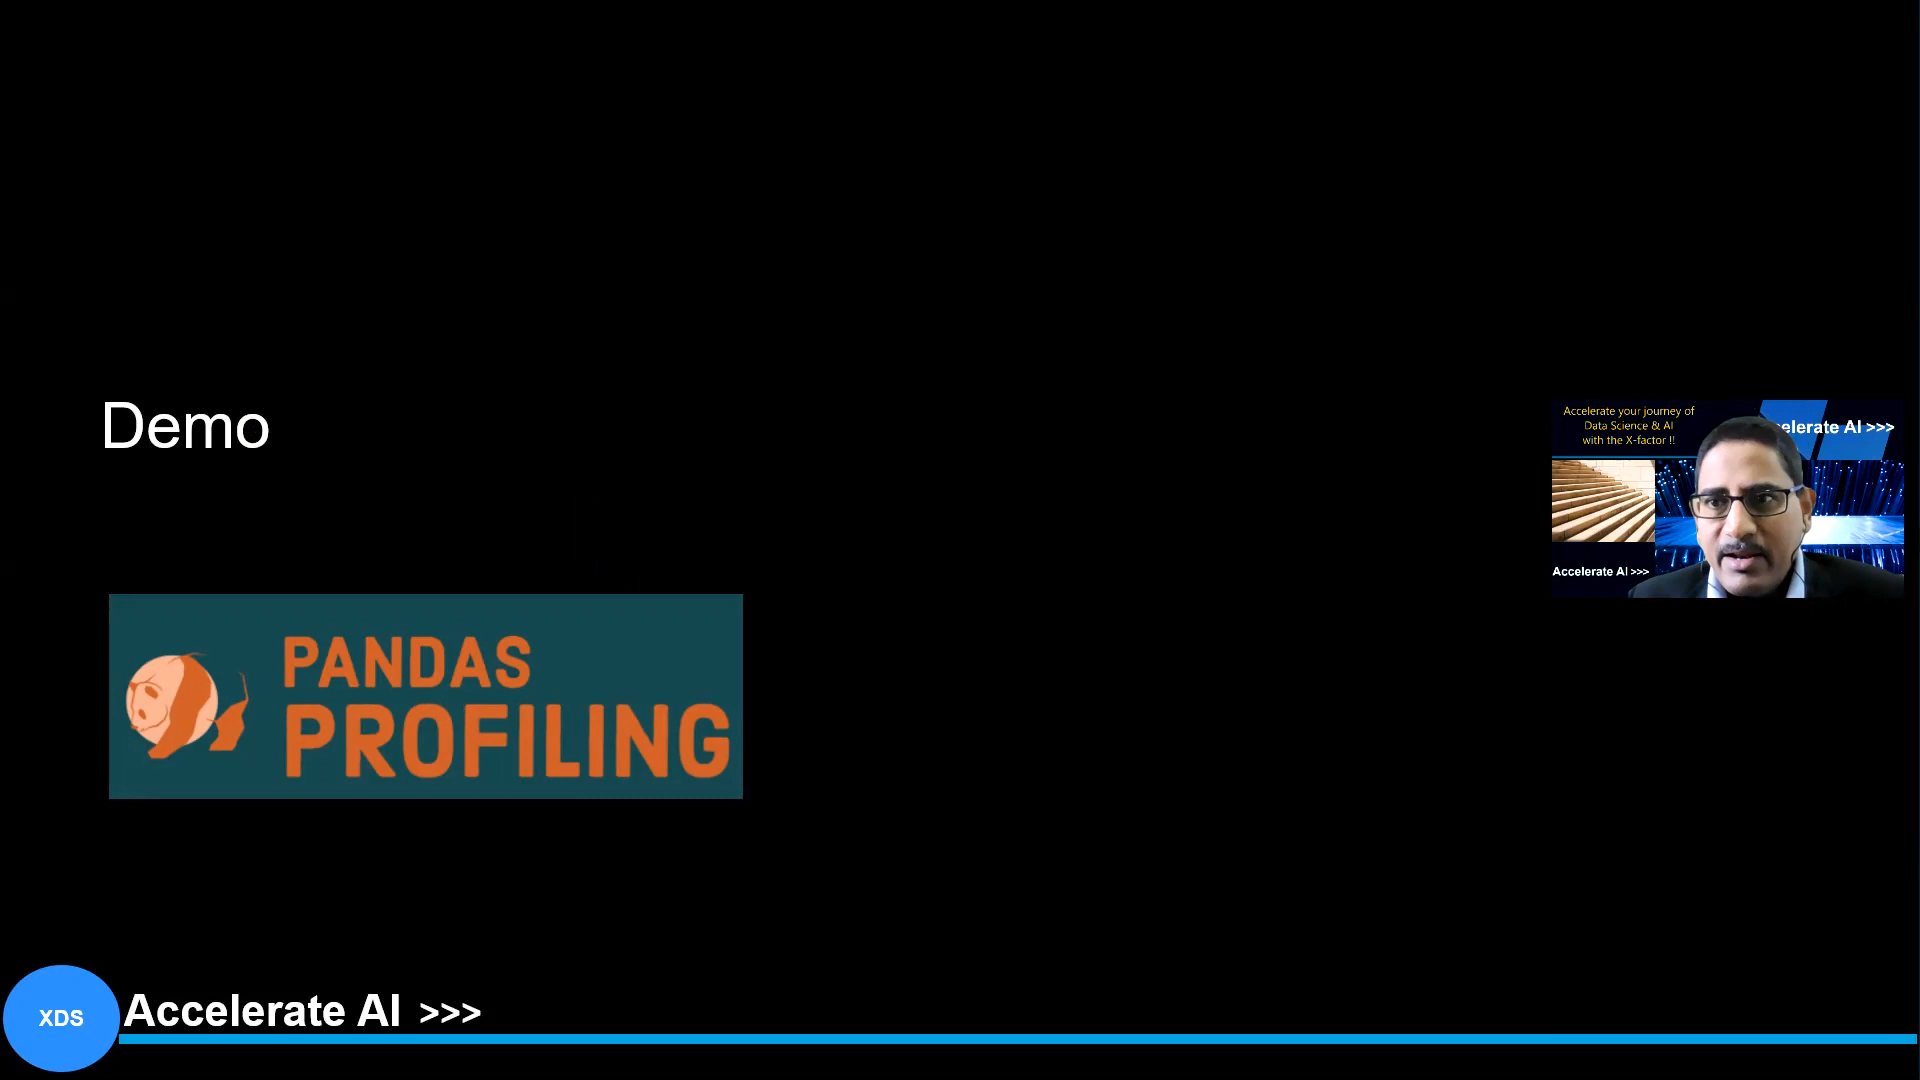 Demo
Accelerate your journey of
Data Science & AI
with the X-factor !!
elerate AI >>>
Accelerate AI >>>
PANDAS
PROFILING
XDS
Accelerate AI >>>